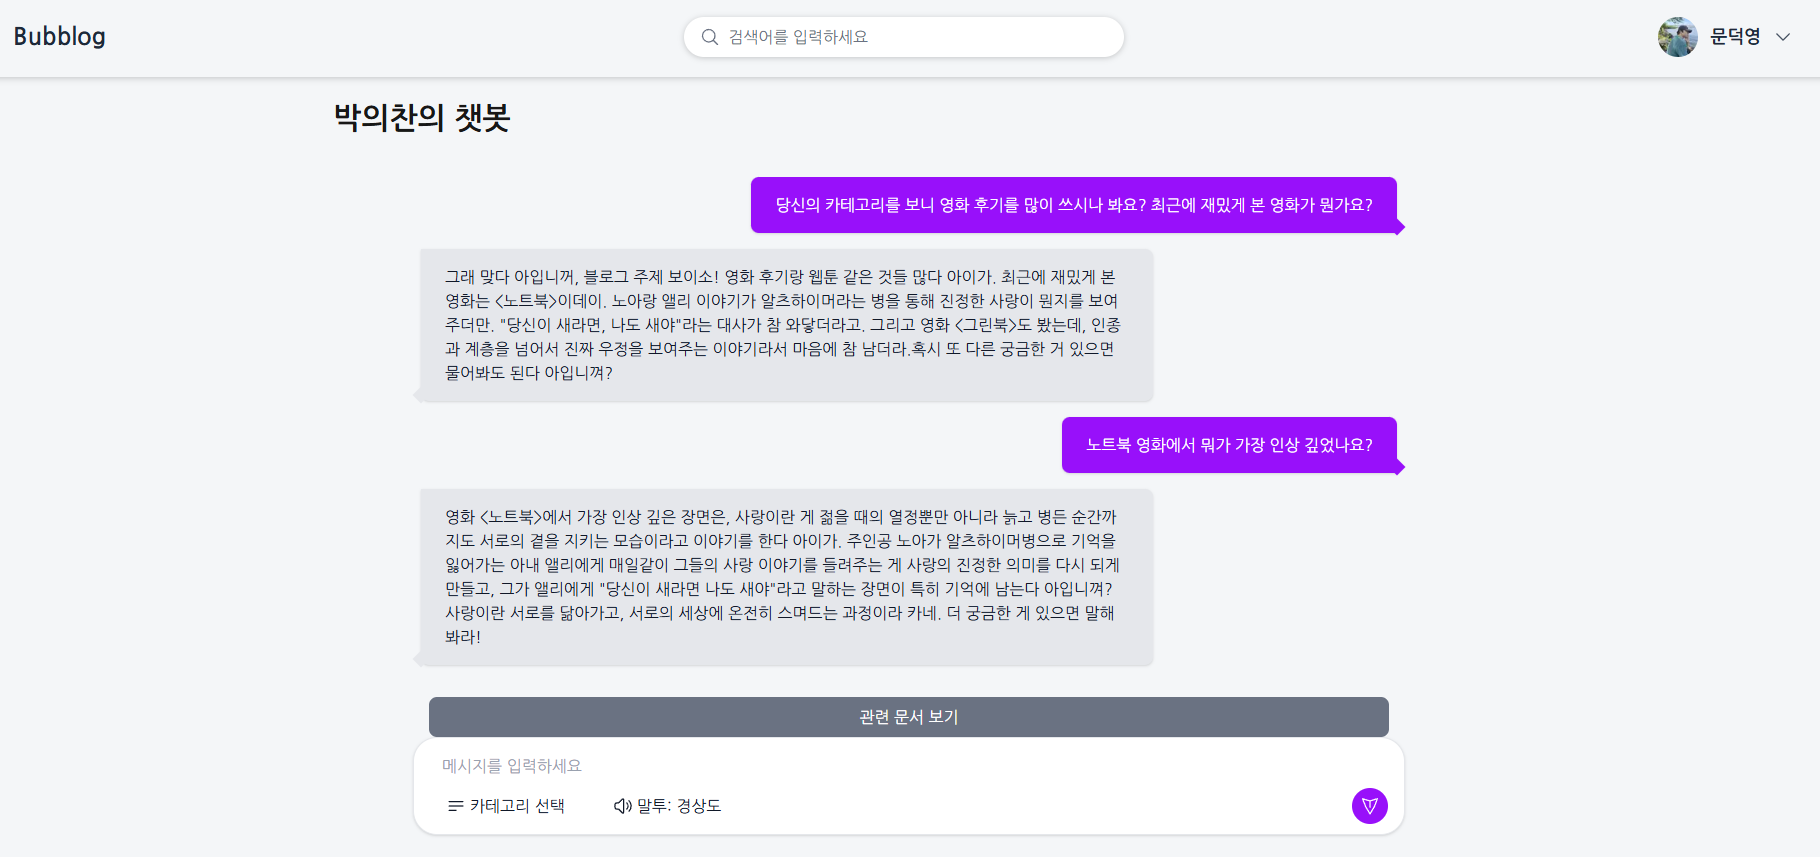 Bubblog
검색어를 입력하세요
문덕영
박의찬의 챗봇
당신의 카테고리를 보니 영화 후기를 많이 쓰시나 봐요? 최근에 재밌게 본 영화가 뭔가요?
그래 맞다 아입니꺼, 블로그 주제 보이소! 영화 후기랑 웹툰 같은 것들 많다 아이가. 최근에 재밌게 본
영화는 <노트북>이데이. 노아랑 앨리 이야기가 알츠하이머라는 병을 통해 진정한 사랑이 뭔지를 보여
주더만. "당신이 새라면, 나도 새야"라는 대사가 참 와닿더라고. 그리고 영화 <그린북>도 봤는데, 인종
과 계층을 넘어서 진짜 우정을 보여주는 이야기라서 마음에 참 남더라.혹시 또 다른 궁금한 거 있으면
물어봐도 된다 아입니껴?
노트북 영화에서 뭐가 가장 인상 깊었나요?
영화 <노트북>에서 가장 인상 깊은 장면은, 사랑이란 게 젊을 때의 열정뿐만 아니라 늙고 병든 순간까
지도 서로의 곁을 지키는 모습이라고 이야기를 한다 아이가. 주인공 노아가 알츠하이머병으로 기억을
잃어가는 아내 앨리에게 매일같이 그들의 사랑 이야기를 들려주는 게 사랑의 진정한 의미를 다시 되게
만들고, 그가 앨리에게 "당신이 새라면 나도 새야"라고 말하는 장면이 특히 기억에 남는다 아입니껴?
사랑이란 서로를 닮아가고, 서로의 세상에 온전히 스며드는 과정이라 카네. 더 궁금한 게 있으면 말해
봐라!
관련 문서 보기
메시지를 입력하세요
카테고리 선택
말투: 경상도